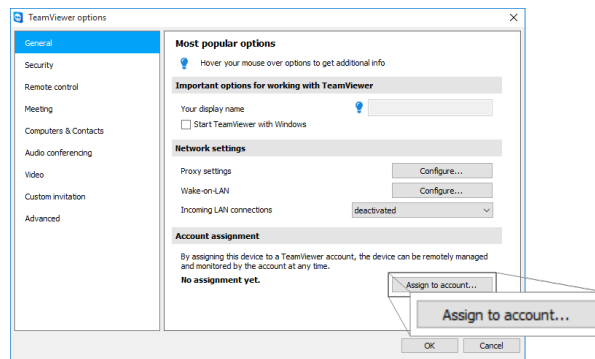 TeamViewer options
General
Security
Remote control
Meeting
Computers & Contacts
Audio conferencing
Video
Custom invitation
Advanced
Most popular options
Hover your mouse over options to get additional info
Important options for working with TeamViewer
Your display name
Start TeamViewer with Windows
Network settings
Proxy settings Configure...
Wake-on-LAN Configure...
Incoming LAN connections deactivated
Account assignment
By assigning this device to a TeamViewer account, the device can be remotely managed
and monitored by the account at any time.
No assignment yet. Assign to account...
Assign to account...
OK Cancel